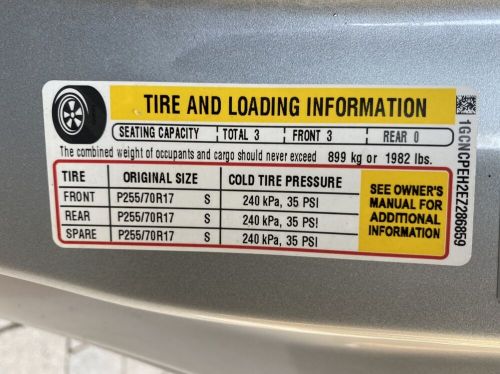 TIRE AND LOADING INFORMATION
SEATING CAPACITY TOTAL 3 FRONT 3 REAR 0
The combined weight of occupants and cargo should never exceed 899 kg or 1982 lbs.
TIRE ORIGINAL SIZE COLD TIRE PRESSURE
FRONT P255/70R17 S 240 kPa, 35 PSI
REAR P255/70R17 S 240 kPa, 35 PSI
SPARE P255/70R17 S 240 kPa, 35 PSI
SEE OWNER'S
MANUAL FOR
ADDITIONAL
INFORMATION
1GCNCPEH2EZ286859